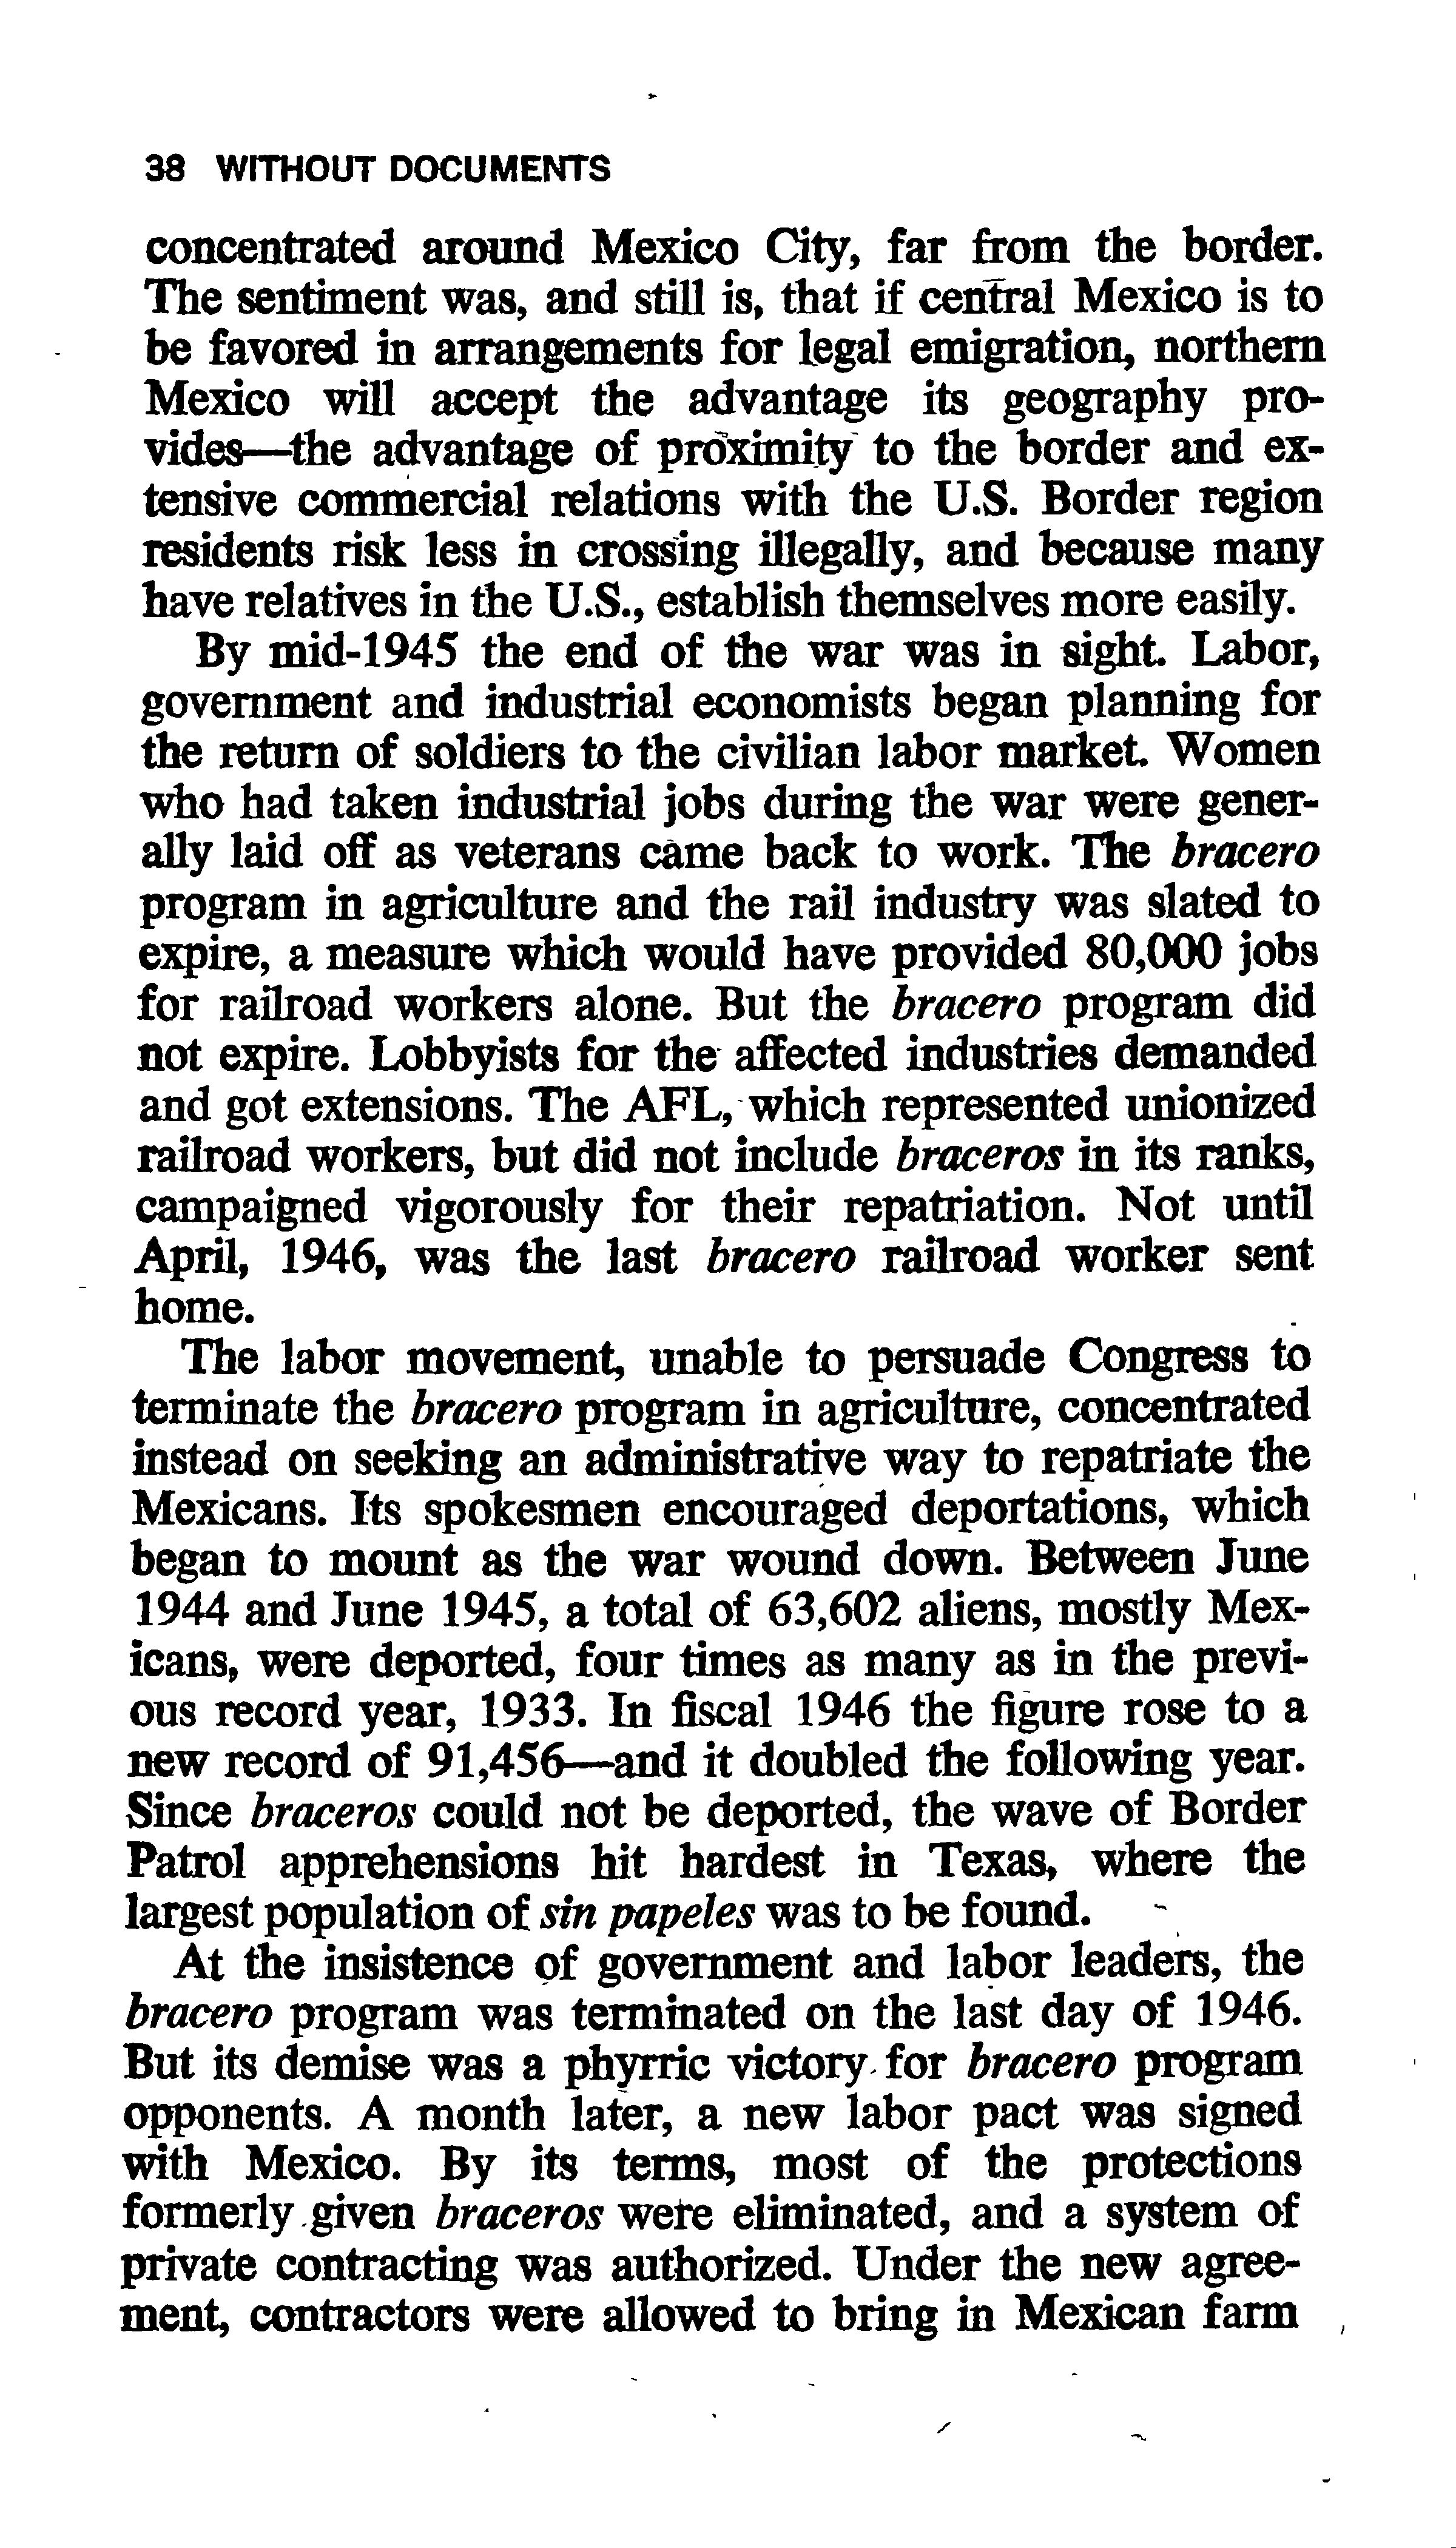 38 WITHOUT DOCUMENTS
concentrated around Mexico City, far from the border.
The sentiment was, and still is, that if central Mexico is to
be favored in arrangements for legal emigration, northern
Mexico will accept the advantage its geography pro-
vides—the advantage of proximity to the border and ex-
tensive commercial relations with the U.S. Border region
residents risk less in crossing illegally, and because many
have relatives in the U.S., establish themselves more easily.
By mid-1945 the end of the war was in sight. Labor,
government and industrial economists began planning for
the return of soldiers to the civilian labor market. Women
who had taken industrial jobs during the war were gener-
ally laid off as veterans came back to work. The bracero
program in agriculture and the rail industry was slated to
expire, a measure which would have provided 80,000 jobs
for railroad workers alone. But the bracero program did
not expire. Lobbyists for the affected industries demanded
and got extensions. The AFL, which represented unionized
railroad workers, but did not include braceros in its ranks,
campaigned vigorously for their repatriation. Not until
April, 1946, was the last bracero railroad worker sent
home.
The labor movement, unable to persuade Congress to
terminate the bracero program in agriculture, concentrated
instead on seeking an administrative way to repatriate the
Mexicans. Its spokesmen encouraged deportations, which
began to mount as the war wound down. Between June
1944 and June 1945, a total of 63,602 aliens, mostly Mex-
icans, were deported, four times as many as in the previ-
ous record year, 1933. In fiscal 1946 the figure rose to a
new record of 91,456—and it doubled the following year.
Since braceros could not be deported, the wave of Border
Patrol apprehensions hit hardest in Texas, where the
largest population of sin papeles was to be found.
At the insistence of government and labor leaders, the
bracero program was terminated on the last day of 1946.
But its demise was a phyrric victory for bracero program
opponents. A month later, a new labor pact was signed
with Mexico. By its terms, most of the protections
formerly given braceros were eliminated, and a system of
private contracting was authorized. Under the new agree-
ment, contractors were allowed to bring in Mexican farm